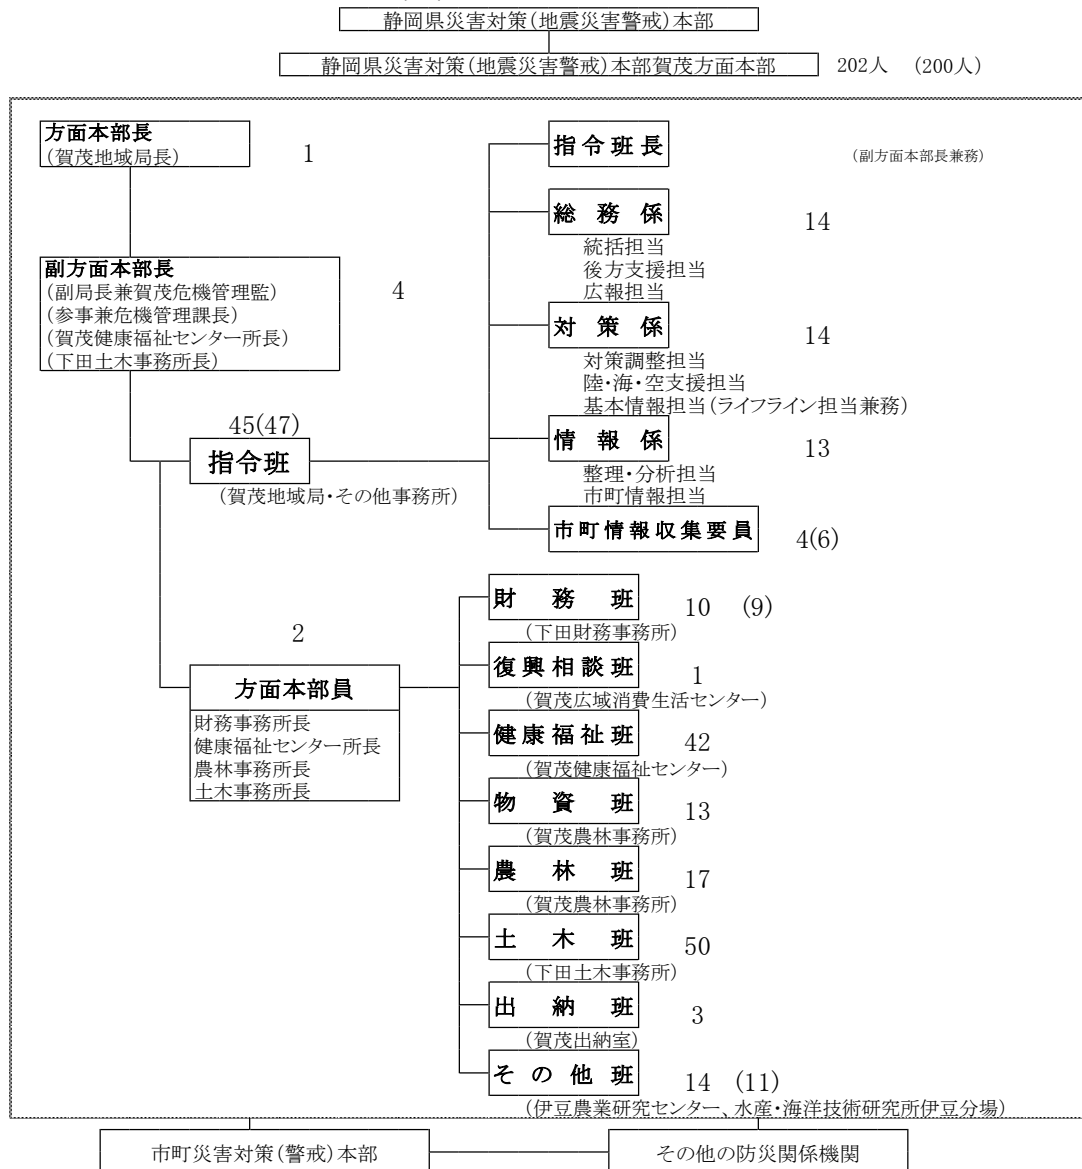 静岡県災害対策(地震災害警戒)本部
静岡県災害対策(地震災害警戒)本部賀茂方面本部 202人 (200人)
方面本部長
(賀茂地域局長)
1
副方面本部長
(副局長兼賀茂危機管理監)
(参事兼危機管理課長)
(賀茂健康福祉センター所長)
(下田土木事務所長)
4
45(47)
指令班
(賀茂地域局・その他事務所)
指令班長
(副方面本部長兼務)
総務係
14
統括担当
後方支援担当
広報担当
対策係
14
対策調整担当
陸・海・空支援担当
基本情報担当(ライフライン担当兼務)
情報係
13
整理・分析担当
市町情報担当
市町情報収集要員
4(6)
2
方面本部員
財務事務所長
健康福祉センター所長
農林事務所長
土木事務所長
財務班
10 (9)
(下田財務事務所)
復興相談班
1
(賀茂広域消費生活センター)
健康福祉班
42
(賀茂健康福祉センター)
物資班
13
(賀茂農林事務所)
農林班
17
(賀茂農林事務所)
土木班
50
(下田土木事務所)
出納班
3
(賀茂出納室)
その他班
14 (11)
(伊豆農業研究センター、水産・海洋技術研究所伊豆分場)
市町災害対策(警戒)本部
その他の防災関係機関